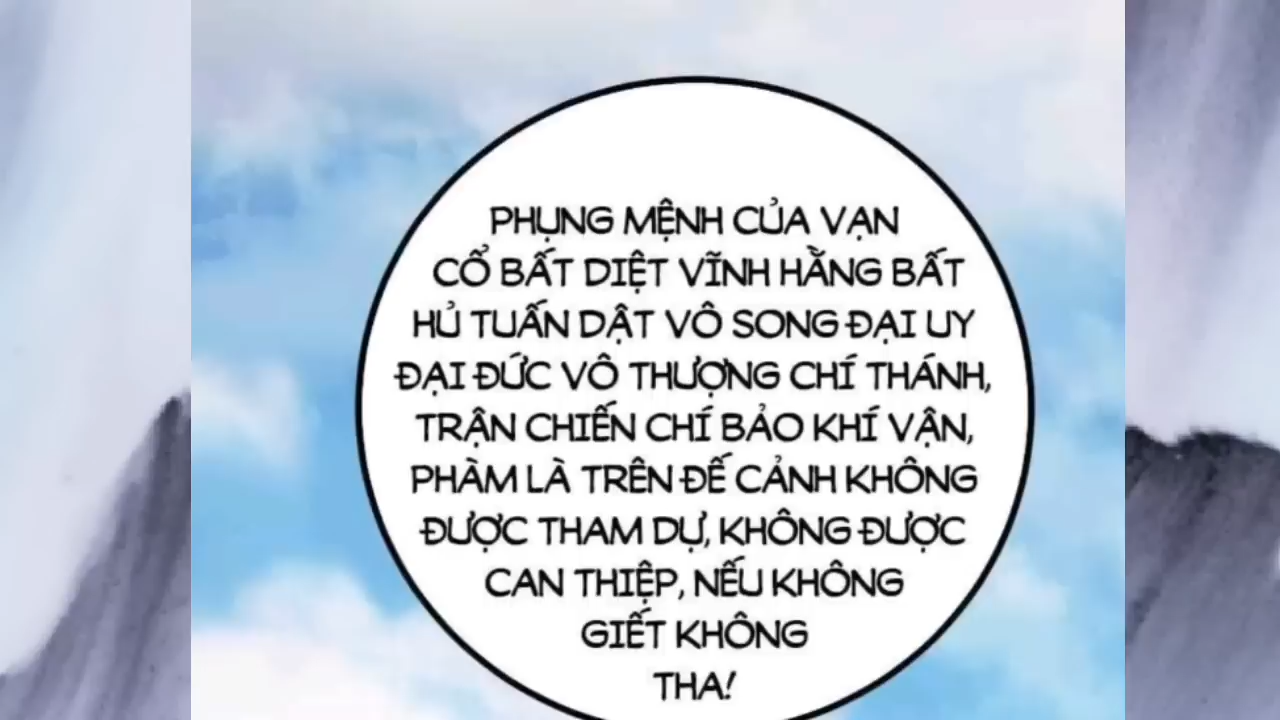 PHỤNG MỆNH CỦA VẠN
CỔ BẤT DIỆT VĨNH HẰNG BẤT
HỦ TUẤN DẬT VÔ SONG ĐẠI UY
ĐẠI ĐỨC VÔ THƯỢNG CHÍ THÁNH,
TRẬN CHIẾN CHÍ BẢO KHÍ VẬN,
PHÀM LÀ TRÊN ĐẾ CẢNH KHÔNG
ĐƯỢC THAM DỰ, KHÔNG ĐƯỢC
CAN THIỆP, NẾU KHÔNG
GIẾT KHÔNG
THA!